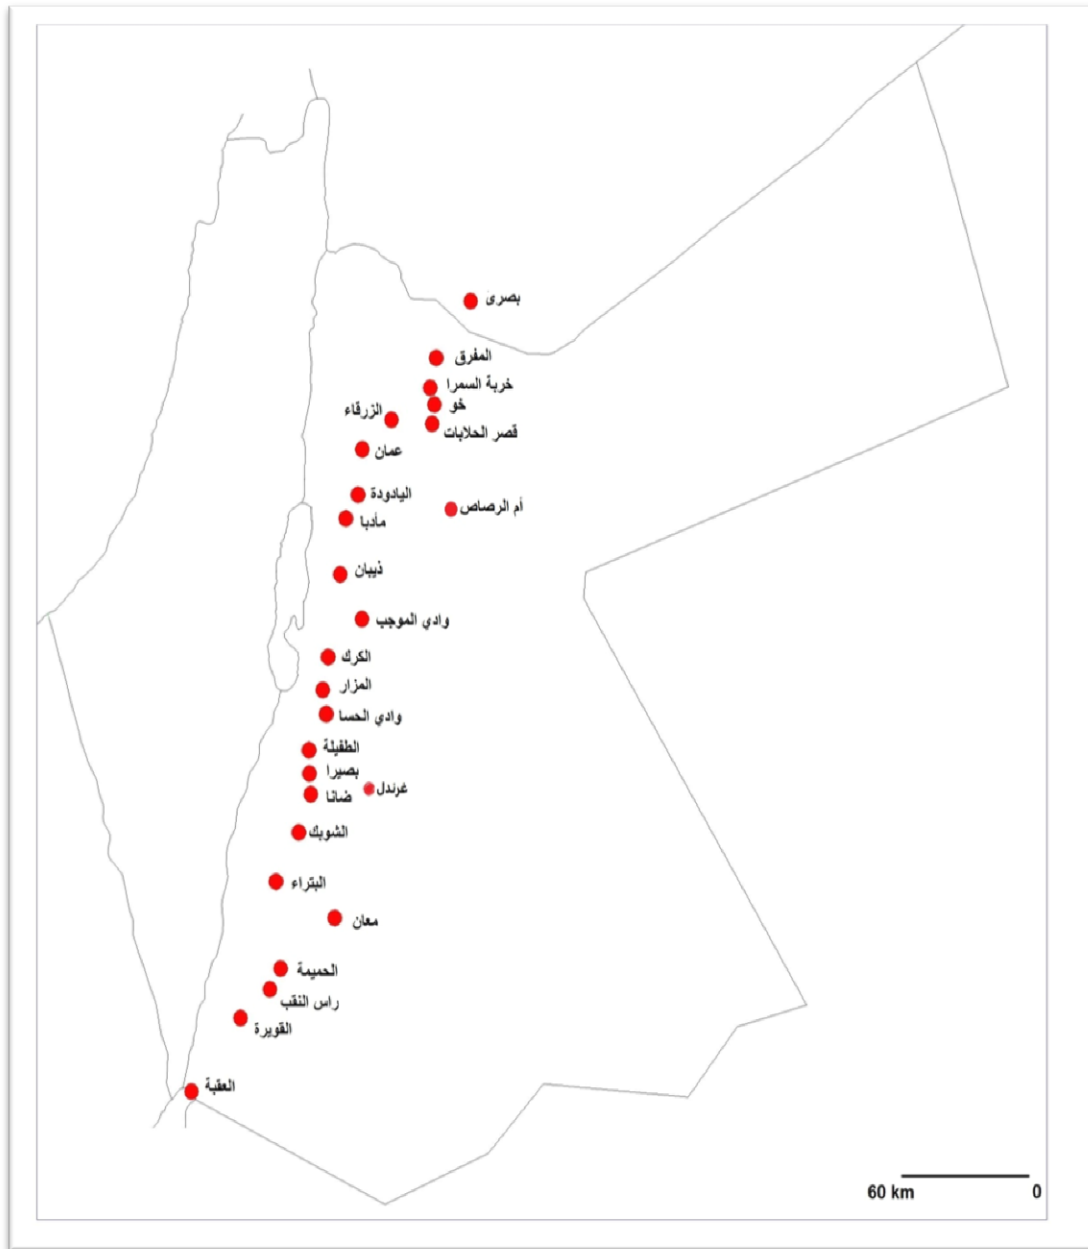 بصرى
المفرق
خربة السمرا
خو
الزرقاء
قصر الحلابات
عمان
اليادودة
أم الرصاص
مأدبا
ذيبان
وادي الموجب
الكرك
المزار
وادي الحسا
الطفيلة
بصيرا
غرندل
ضانا
الشوبك
البتراء
معان
الحميمة
راس النقب
القويرة
العقبة
60 km 0